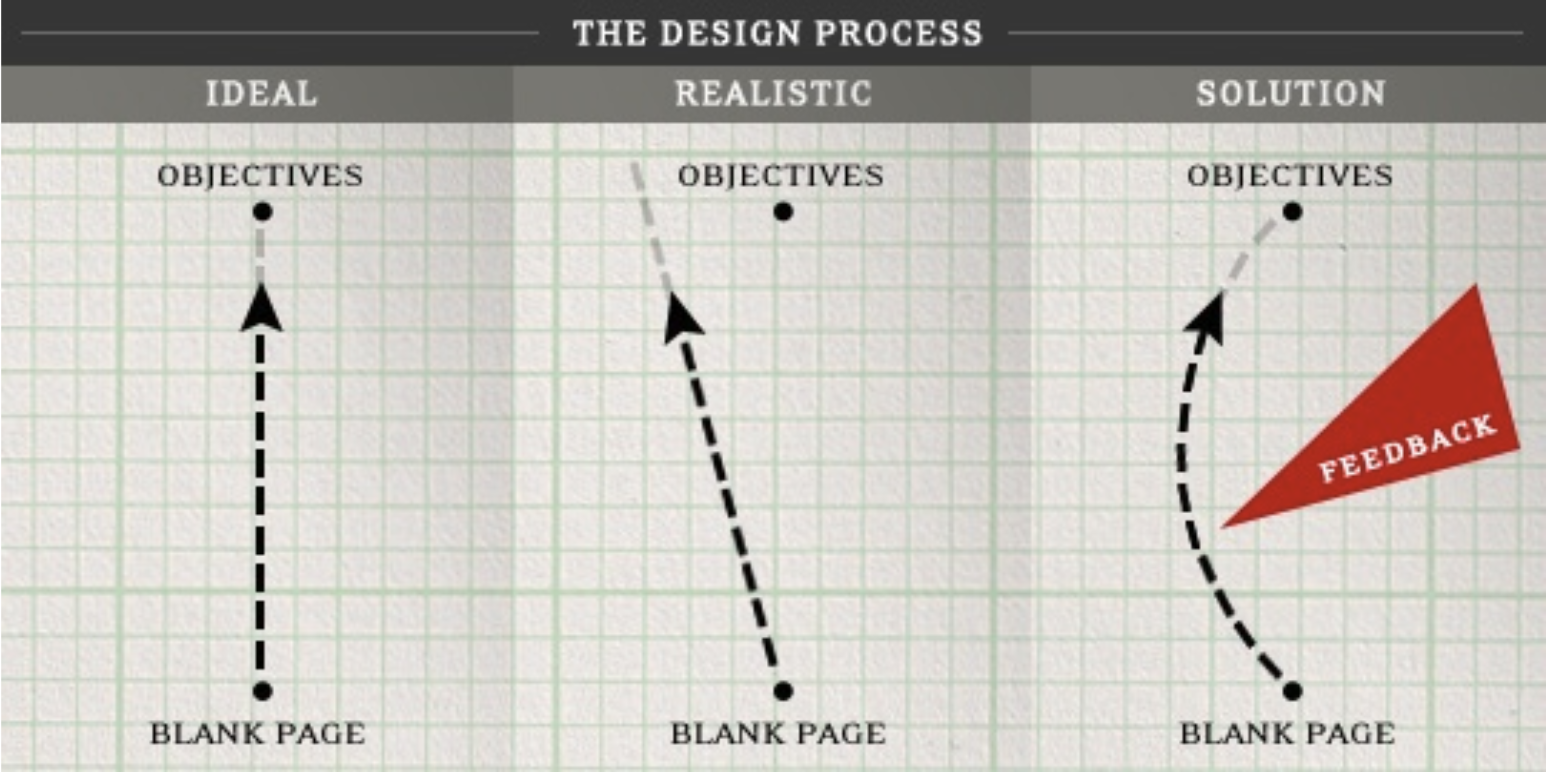 THE DESIGN PROCESS
IDEAL
REALISTIC
SOLUTION
OBJECTIVES
OBJECTIVES
OBJECTIVES
FEEDBACK
BLANK PAGE
BLANK PAGE
BLANK PAGE